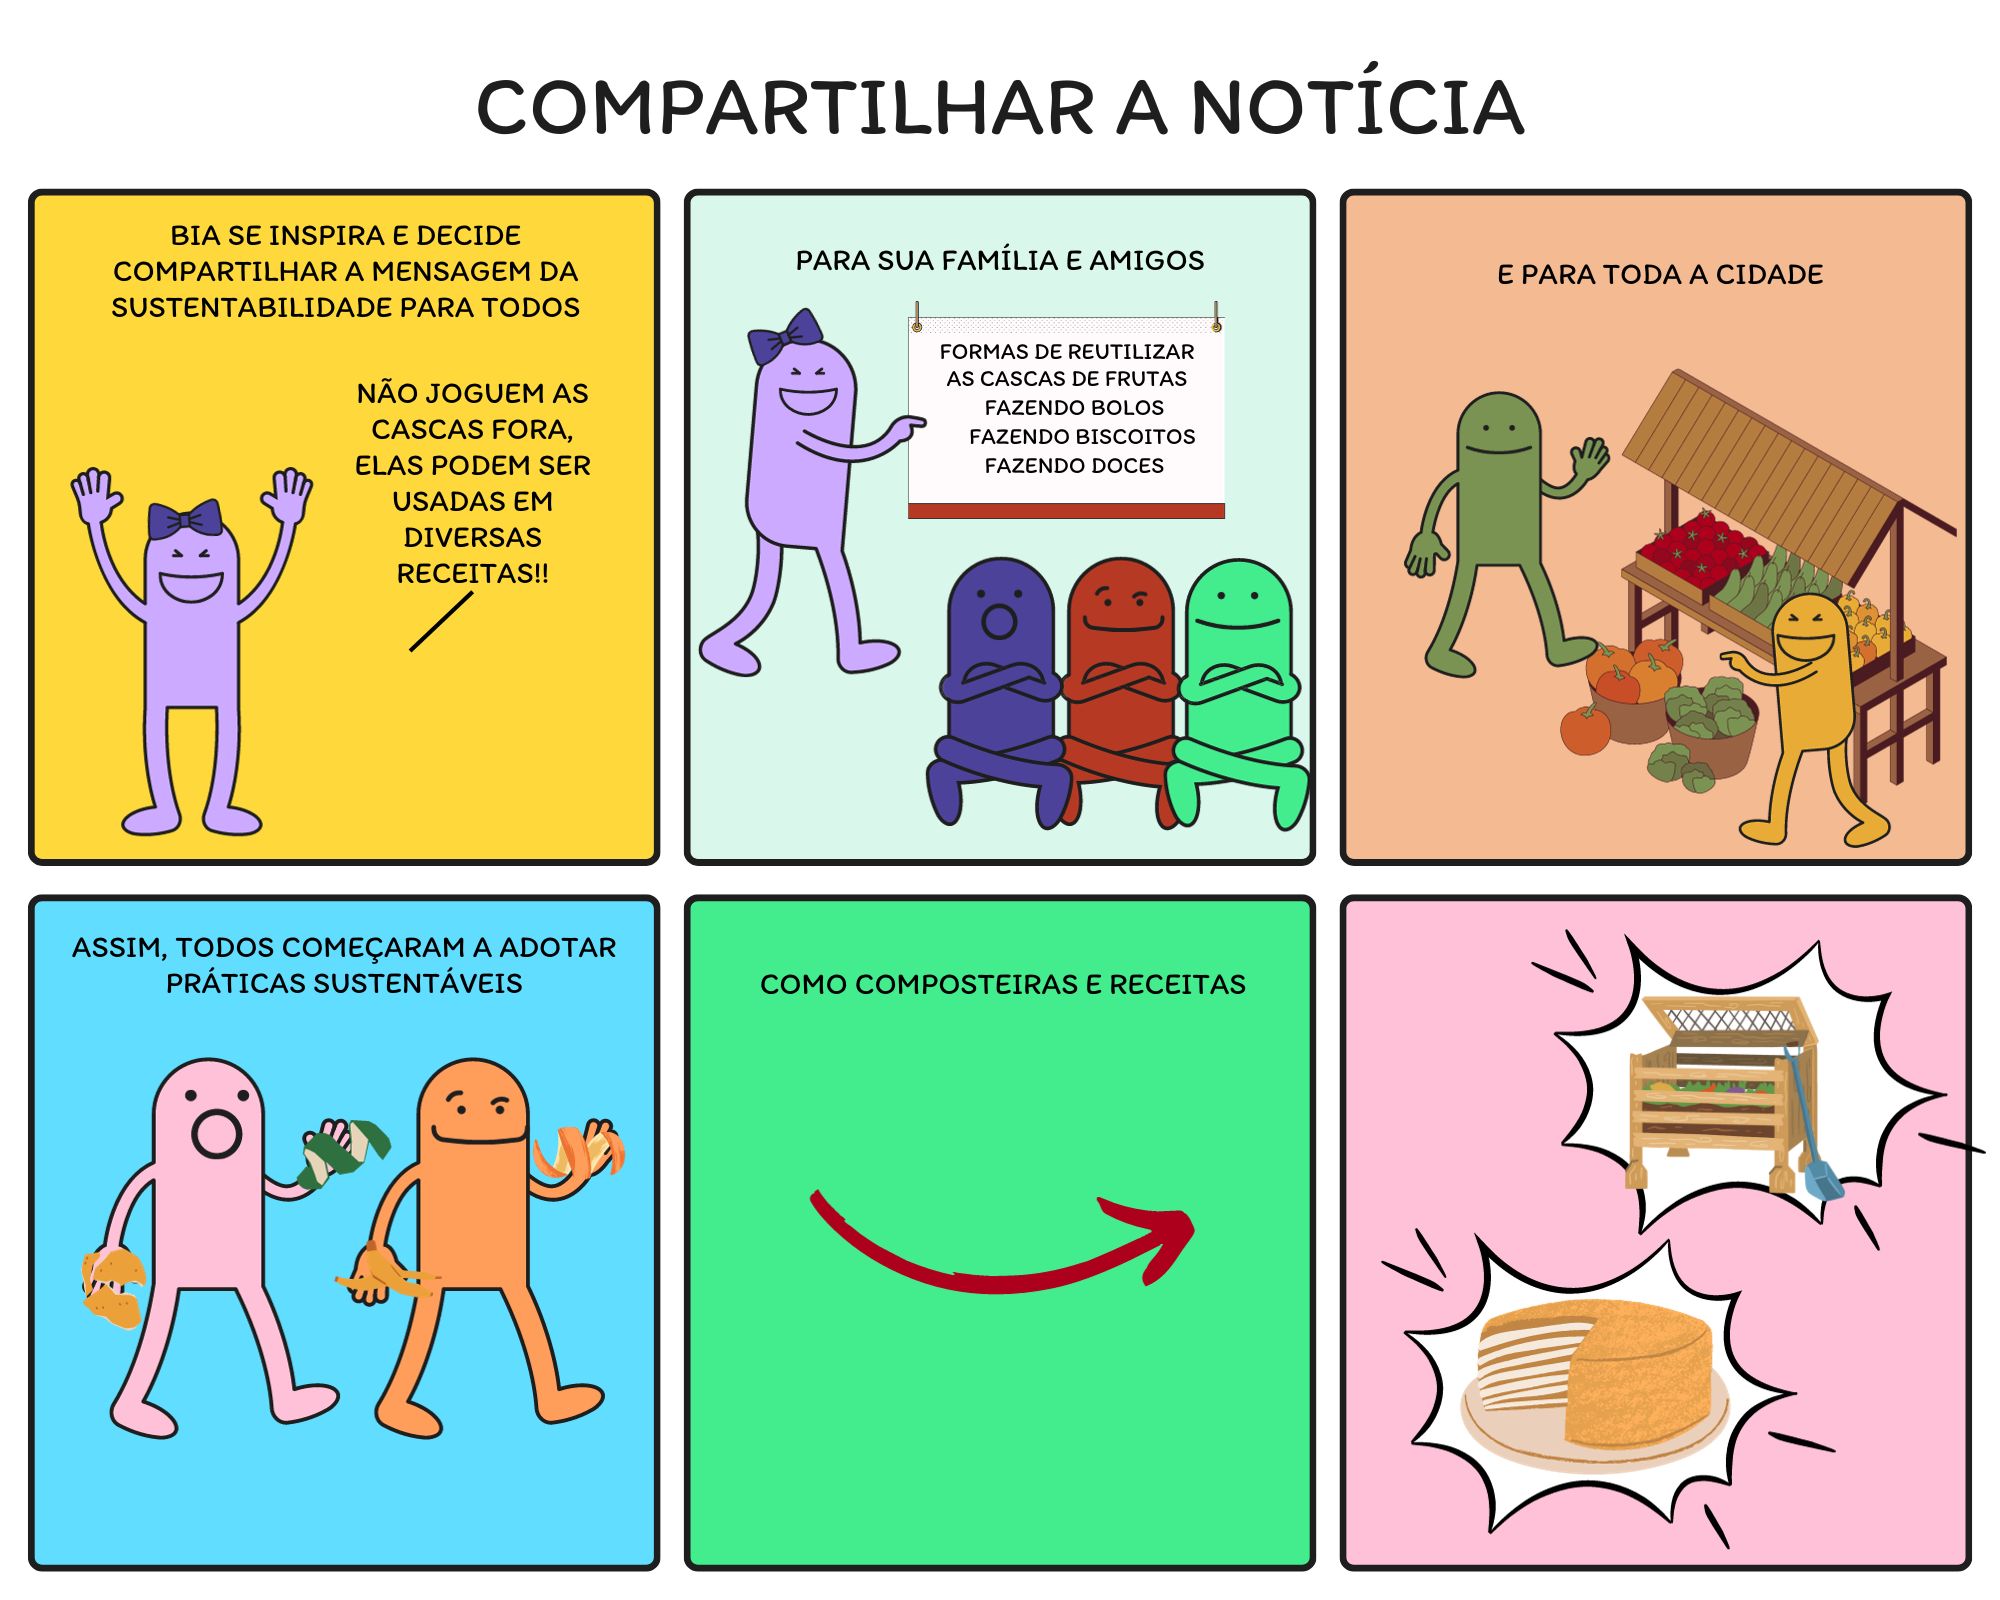 COMPARTILHAR A NOTÍCIA
BIA SE INSPIRA E DECIDE
COMPARTILHAR A MENSAGEM DA
SUSTENTABILIDADE PARA TODOS
NÃO JOGUEM AS
CASCAS FORA,
ELAS PODEM SER
USADAS EM
DIVERSAS
RECEITAS!!
PARA SUA FAMÍLIA E AMIGOS
FORMAS DE REUTILIZAR
AS CASCAS DE FRUTAS
FAZENDO BOLOS
FAZENDO BISCOITOS
FAZENDO DOCES
E PARA TODA A CIDADE
ASSIM, TODOS COMEÇARAM A ADOTAR
PRÁTICAS SUSTENTÁVEIS
COMO COMPOSTEIRAS E RECEITAS